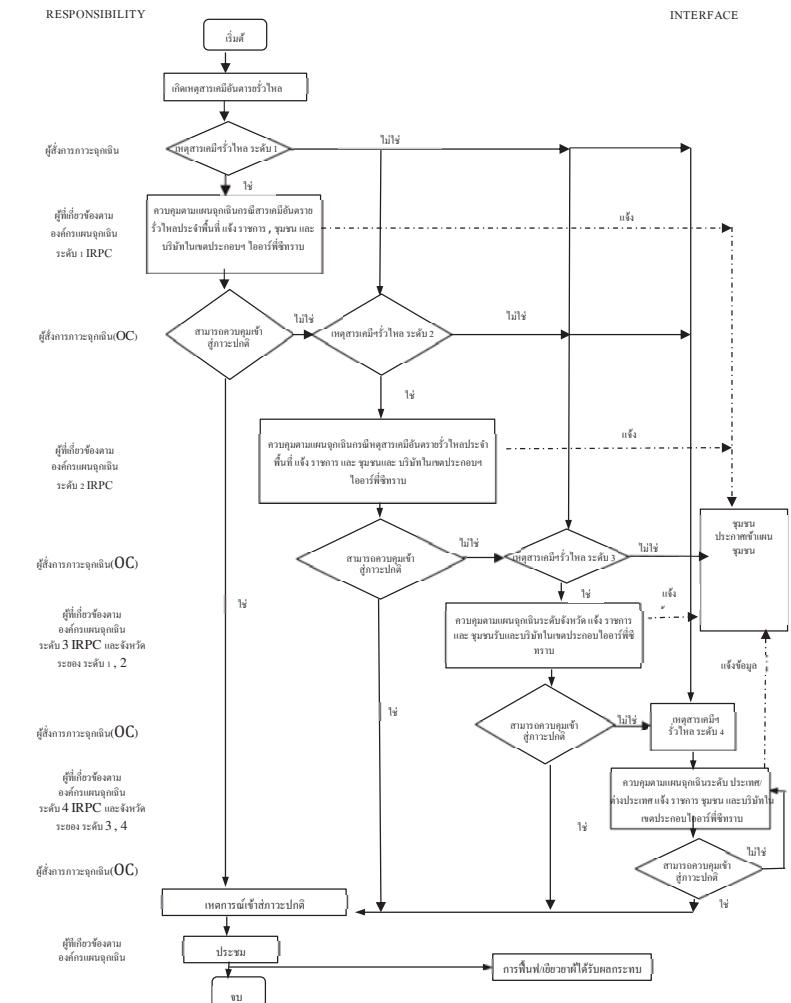 RESPONSIBILITY
INTERFACE
เริ่มต้
เกิดเหตุสารเคมีอันตารยรั่วไหล
ผู้สั่งการภาวะฉุกเฉิน
เหตุสารเคมีฯรั่วไหล ระดับ 1
ไม่ใช่
ใช่
ผู้ที่เกี่ยวข้องตาม
องค์กรแผนฉุกเฉิน
ระดับ 1 IRPC
ควบคุมตามแผนฉุกเฉินกรณีสารเคมีอันตราย
รั่วไหลประจำพื้นที่ แจ้ง ราชการ , ชุมชน และ
บริษัทในเขตประกอบฯ ไออาร์พีซีทราบ
แจ้ง
ผู้สั่งการภาวะฉุกเฉิน(OC)
สามารถควบคุมเข้า
สู่ภาวะปกติ
ไม่ใช่
เหตุสารเคมีฯรั่วไหล ระดับ 2
ไม่ใช่
ใช่
ผู้ที่เกี่ยวข้องตาม
องค์กรแผนฉุกเฉิน
ระดับ 2 IRPC
ควบคุมตามแผนฉุกเฉินกรณีหตุสารเคมีอันตรายรั่วไหลประจำ
พื้นที่ แจ้ง ราชการ และ ชุมชนและ บริษัทในเขตประกอบฯ
ไออาร์พีซีทราบ
แจ้ง
ชุมชน
ประกาศเข้าแผน
ชุมชน
ผู้สั่งการภาวะฉุกเฉิน(OC)
สามารถควบคุมเข้า
สู่ภาวะปกติ
ไม่ใช่
เหตุสารเคมีฯรั่วไหล ระดับ 3
ไม่ใช่
ใช่
ใช่
แจ้ง
ผู้ที่เกี่ยวข้องตาม
องค์กรแผนฉุกเฉิน
ระดับ 3 IRPC และจังหวัด
ระยอง ระดับ 1 , 2
ควบคุมตามแผนฉุกเฉินระดับจังหวัด แจ้ง ราชการ
และ ชุมชนรับและบริษัทในเขตประกอบไออาร์พีซี
ทราบ
แจ้งข้อมูล
ใช่
ผู้สั่งการภาวะฉุกเฉิน(OC)
สามารถควบคุมเข้า
สู่ภาวะปกติ
ไม่ใช่
เหตุสารเคมีฯ
รั่วไหล ระดับ 4
ผู้ที่เกี่ยวข้องตาม
องค์กรแผนฉุกเฉิน
ระดับ 4 IRPC และจังหวัด
ระยอง ระดับ 3 , 4
ควบคุมตามแผนฉุกเฉินระดับ ประเทศ/
ต่างประเทศ แจ้ง ราชการ ชุมชน และบริษัทใน
เขตประกอบไออาร์พีซีทราบ
ใช่
ผู้สั่งการภาวะฉุกเฉิน(OC)
สามารถควบคุมเข้า
สู่ภาวะปกติ
ไม่ใช่
ใช่
เหตการณ์เข้าส่ภาวะปกติ
ผู้ที่เกี่ยวข้องตาม
องค์กรแผนฉุกเฉิน
ประชม
การฟื้นฟ/เยียวยาผ้ได้รับผลกระทบ
จบ